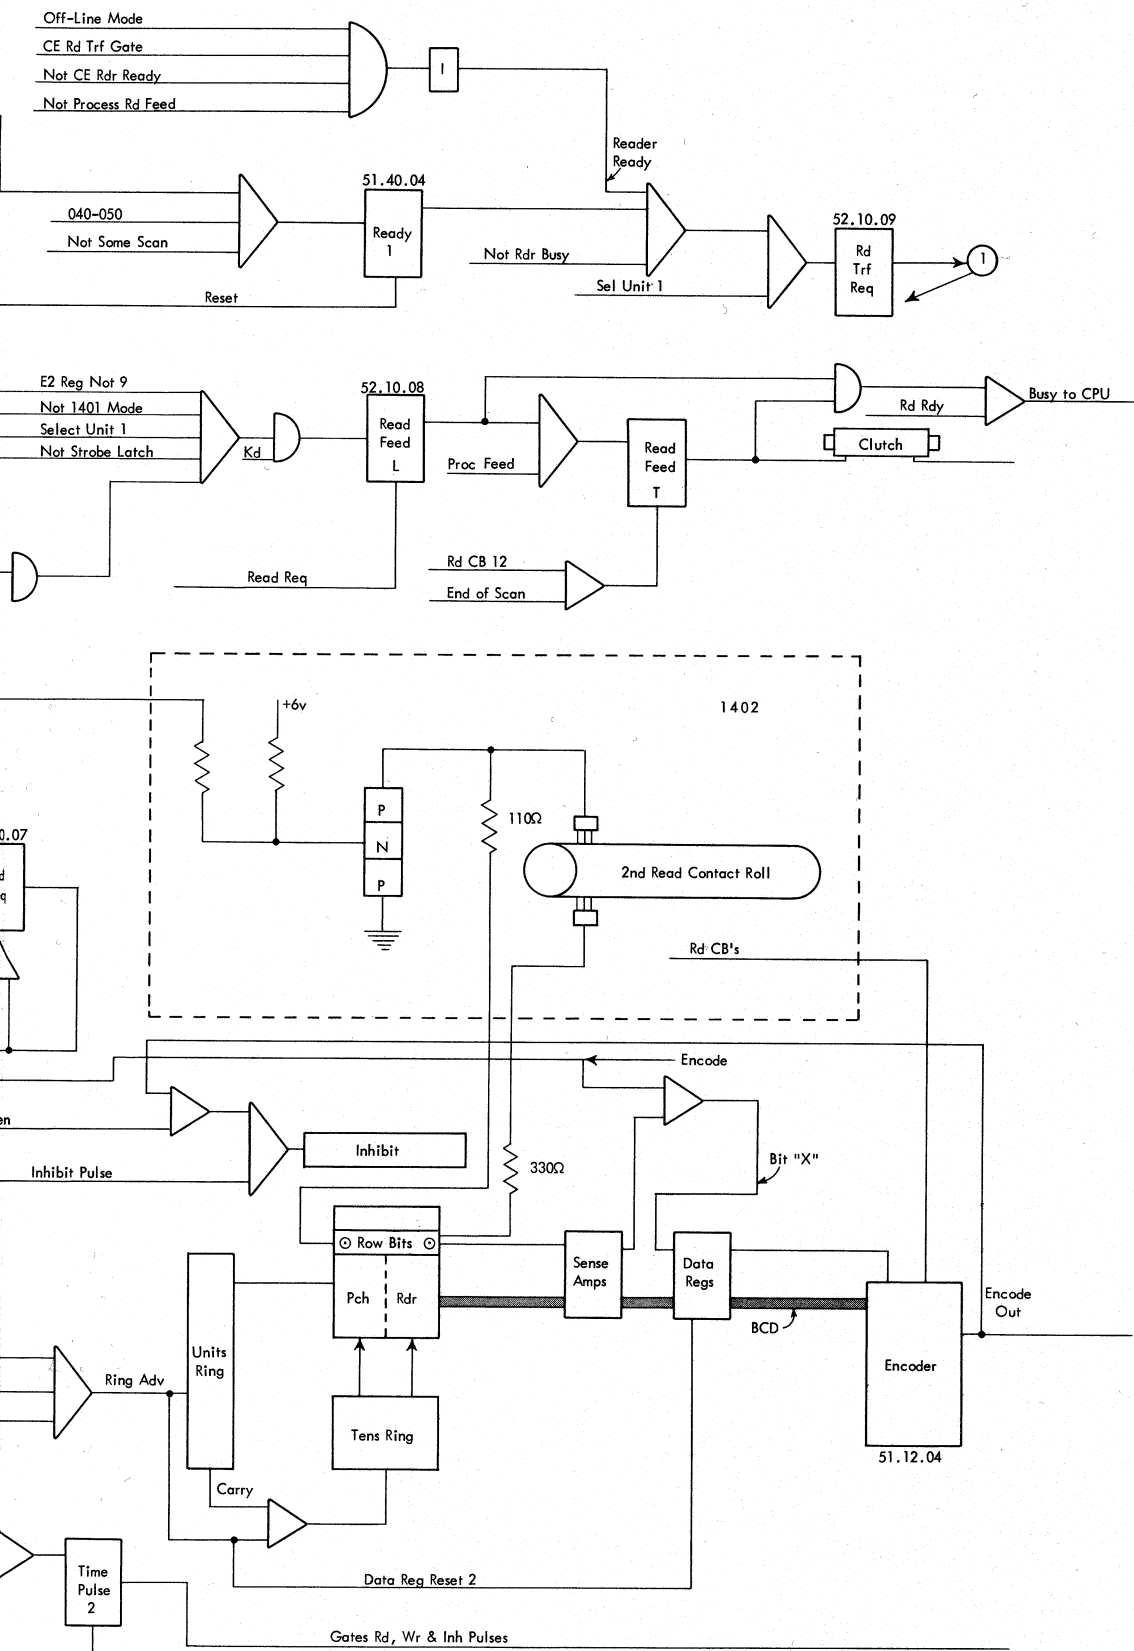 Off-Line Mode
CE Rd Trf Gate
Not CE Rdr Ready
Not Process Rd Feed
I
Reader
Ready
51.40.04
Ready
1
040-050
Not Some Scan
Reset
Not Rdr Busy
Sel Unit 1
52.10.09
Rd
Trf
Req
1
E2 Reg Not 9
Not 1401 Mode
Select Unit 1
Not Strobe Latch
Kd
52.10.08
Read
Feed
L
Proc Feed
Read
Feed
T
Rd Rdy
Busy to CPU
Clutch
Read Req
Rd CB 12
End of Scan
+6v
1402
P
N
P
110Ω
2nd Read Contact Roll
0.07
d
q
Rd CB's
Encode
en
Inhibit Pulse
Inhibit
330Ω
Bit "X"
Row Bits
Pch
Rdr
Sense
Amps
Data
Regs
BCD
Encode
Out
Encoder
51.12.04
Units
Ring
Ring Adv
Tens Ring
Carry
Time
Pulse
2
Data Reg Reset 2
Gates Rd, Wr & Inh Pulses